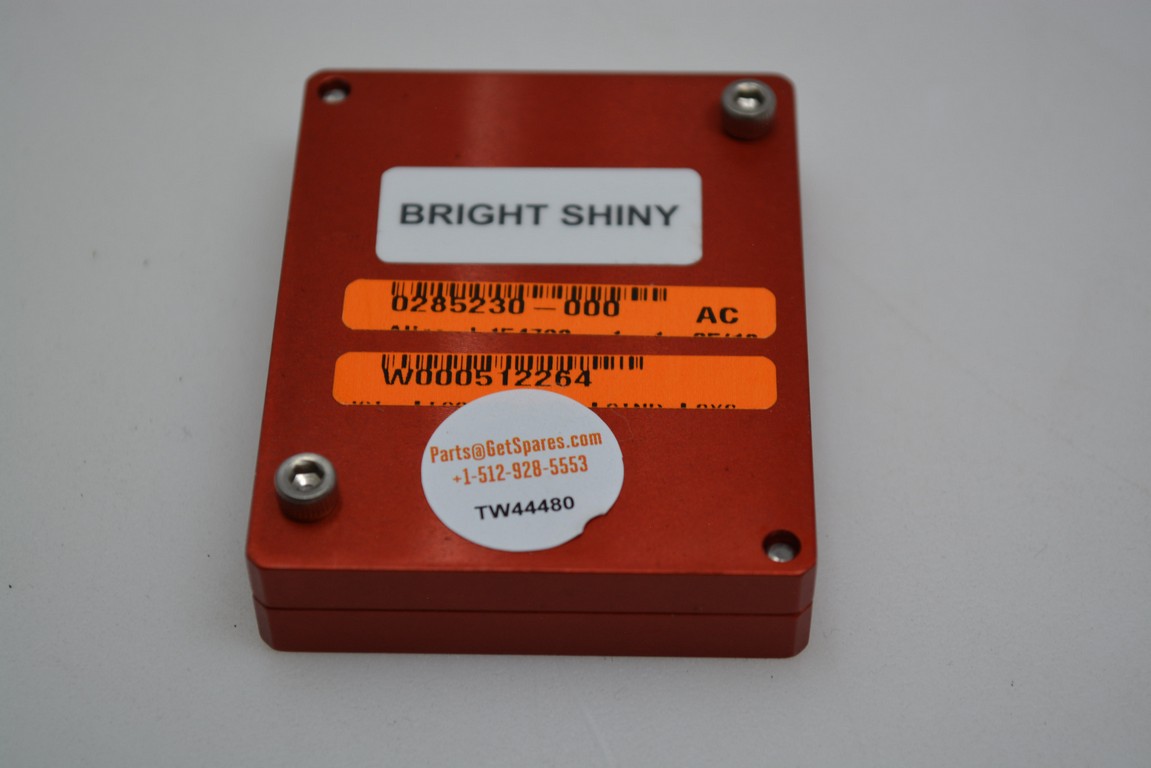 BRIGHT SHINY
0285230-000 AC
W000512264
Parts@GetSpares.com
+1-512-928-5553
TW44480